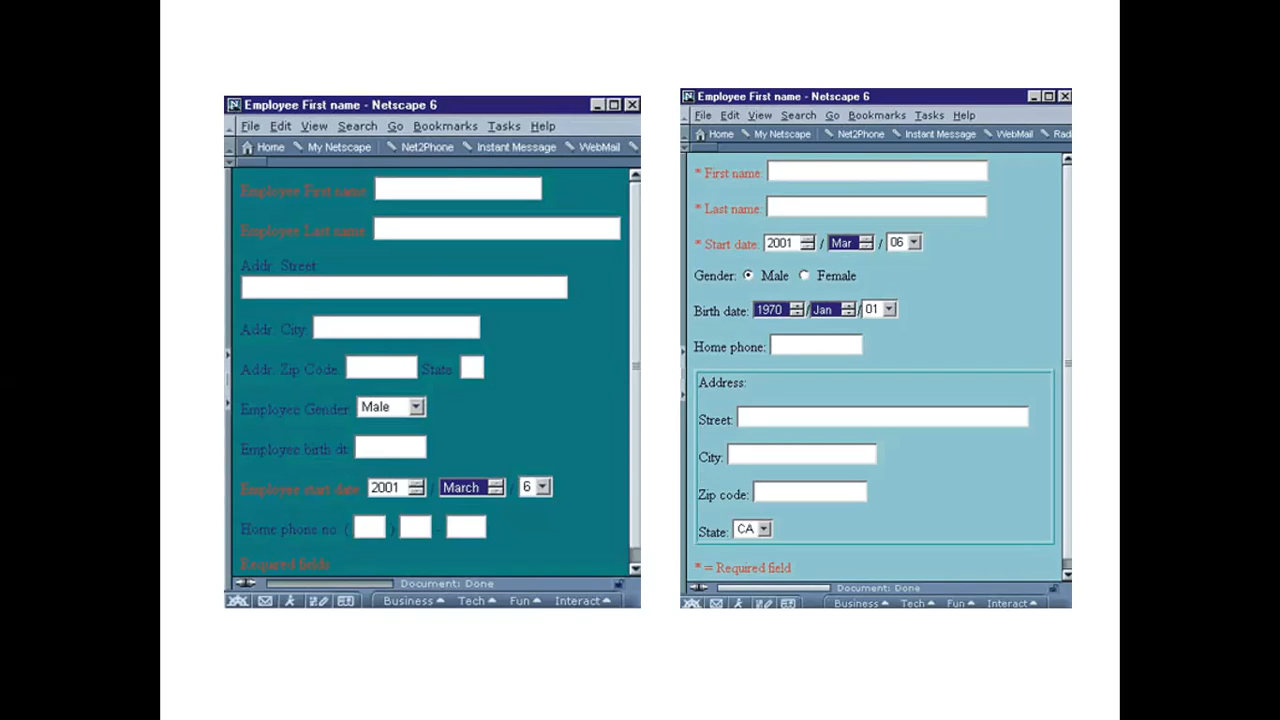 Employee First name - Netscape 6
File Edit View Search Go Bookmarks Tasks Help
Home My Netscape Net2Phone Instant Message WebMail
Employee First name:
Employee Last name:
Addr. Street:
Addr. City:
Addr. Zip Code: State:
Employee Gender: Male
Employee birth dt:
Employee start date: 2001 / March / 6
Home phone no. ( ) -
Required fields
Document: Done
Business Tech Fun Interact
Employee First name - Netscape 6
File Edit View Search Go Bookmarks Tasks Help
Home My Netscape Net2Phone Instant Message WebMail Rad
* First name:
* Last name:
* Start date: 2001 / Mar / 06
Gender: Male Female
Birth date: 1970 / Jan / 01
Home phone:
Address:
Street:
City:
Zip code:
State: CA
* = Required field
Document: Done
Business Tech Fun Interact